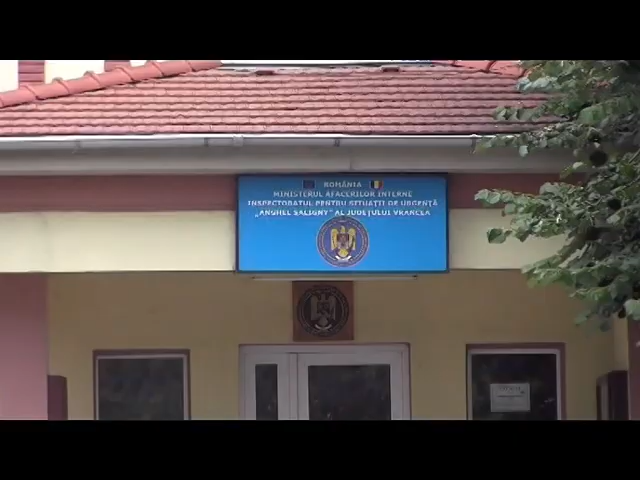 ROMÂNIA
MINISTERUL AFACERILOR INTERNE
INSPECTORATUL PENTRU SITUAȚII DE URGENȚĂ
„ANGHEL SALIGNY” AL JUDEȚULUI VRANCEA